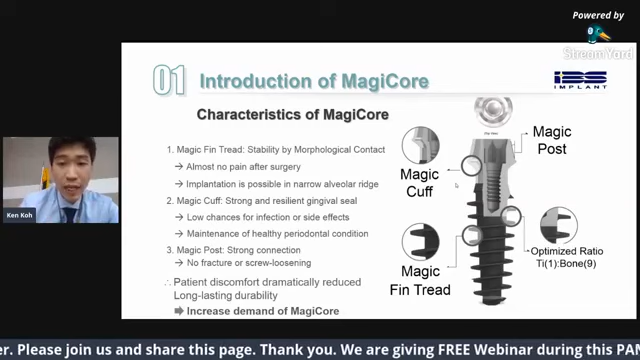 Powered by
StreamYard
01 Introduction of MagiCore
IBS
IMPLANT
Characteristics of MagiCore
1. Magic Fin Tread: Stability by Morphological Contact
→ Almost no pain after surgery
→ Implantation is possible in narrow alveolar ridge
2. Magic Cuff: Strong and resilient gingival seal
→ Low chances for infection or side effects
→ Maintenance of healthy periodontal condition
3. Magic Post: Strong connection
→ No fracture or screw-loosening
∴ Patient discomfort dramatically reduced
Long-lasting durability
➡ Increase demand of MagiCore
Magic
Post
Magic
Cuff
Magic
Fin Tread
Optimized Ratio
Ti(1):Bone(9)
Ken Koh
er. Please join us and share this page. Thank you. We are giving FREE Webinar during this PAN